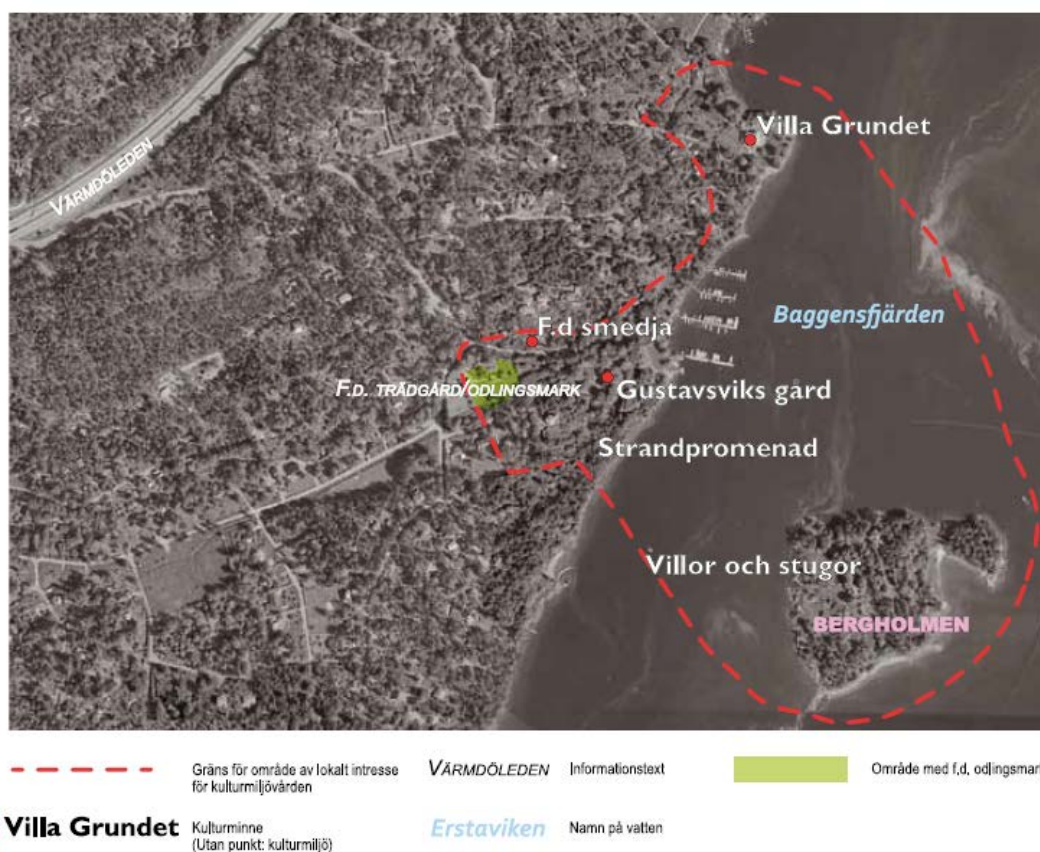 Villa Grundet
VÄRMDÖLEDEN
Baggensfjärden
F.d smedja
F.D. TRÄDGÅRD/ODLINGSMARK
Gustavsviks gård
Strandpromenad
Villor och stugor
BERGHOLMEN
Gräns för område av lokalt intresse
för kulturmiljövården
VÄRMDÖLEDEN Informationstext
Område med f.d. odlingsmar
Villa Grundet Kulturminne
(Utan punkt: kulturmiljö)
Erstaviken Namn på vatten